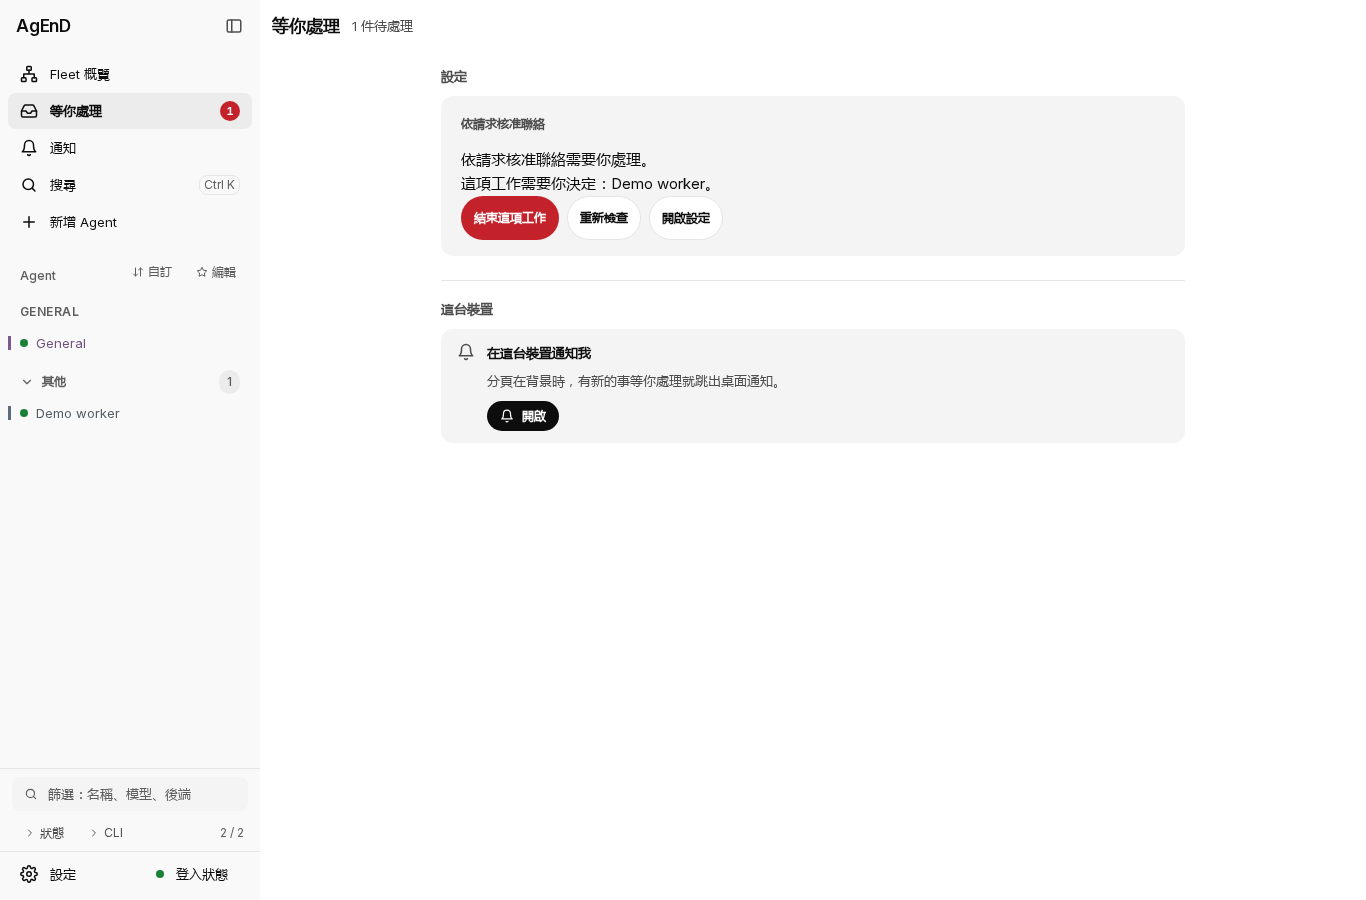 AgEnD
Fleet 概覽
等你處理
1
通知
搜尋
Ctrl K
新增 Agent
Agent
自訂
編輯
GENERAL
General
其他
1
Demo worker
篩選：名稱、模型、後端
狀態
CLI
2 / 2
設定
登入狀態
等你處理
1 件待處理
設定
依請求核准聯絡
依請求核准聯絡需要你處理。
這項工作需要你決定：Demo worker。
結束這項工作
重新檢查
開啟設定
這台裝置
在這台裝置通知我
分頁在背景時，有新的事等你處理就跳出桌面通知。
開啟